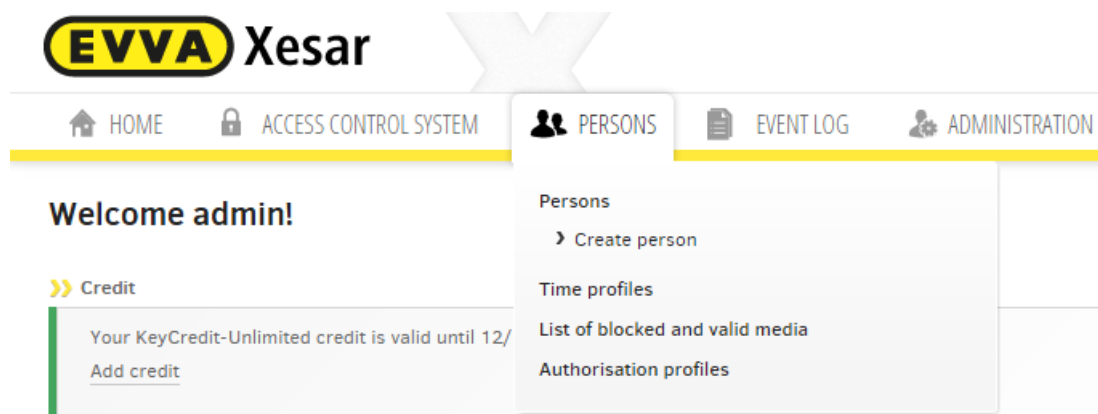 EVVA Xesar
HOME ACCESS CONTROL SYSTEM PERSONS EVENT LOG ADMINISTRATION
Welcome admin!
Credit
Your KeyCredit-Unlimited credit is valid until 12/
Add credit
Persons
Create person
Time profiles
List of blocked and valid media
Authorisation profiles